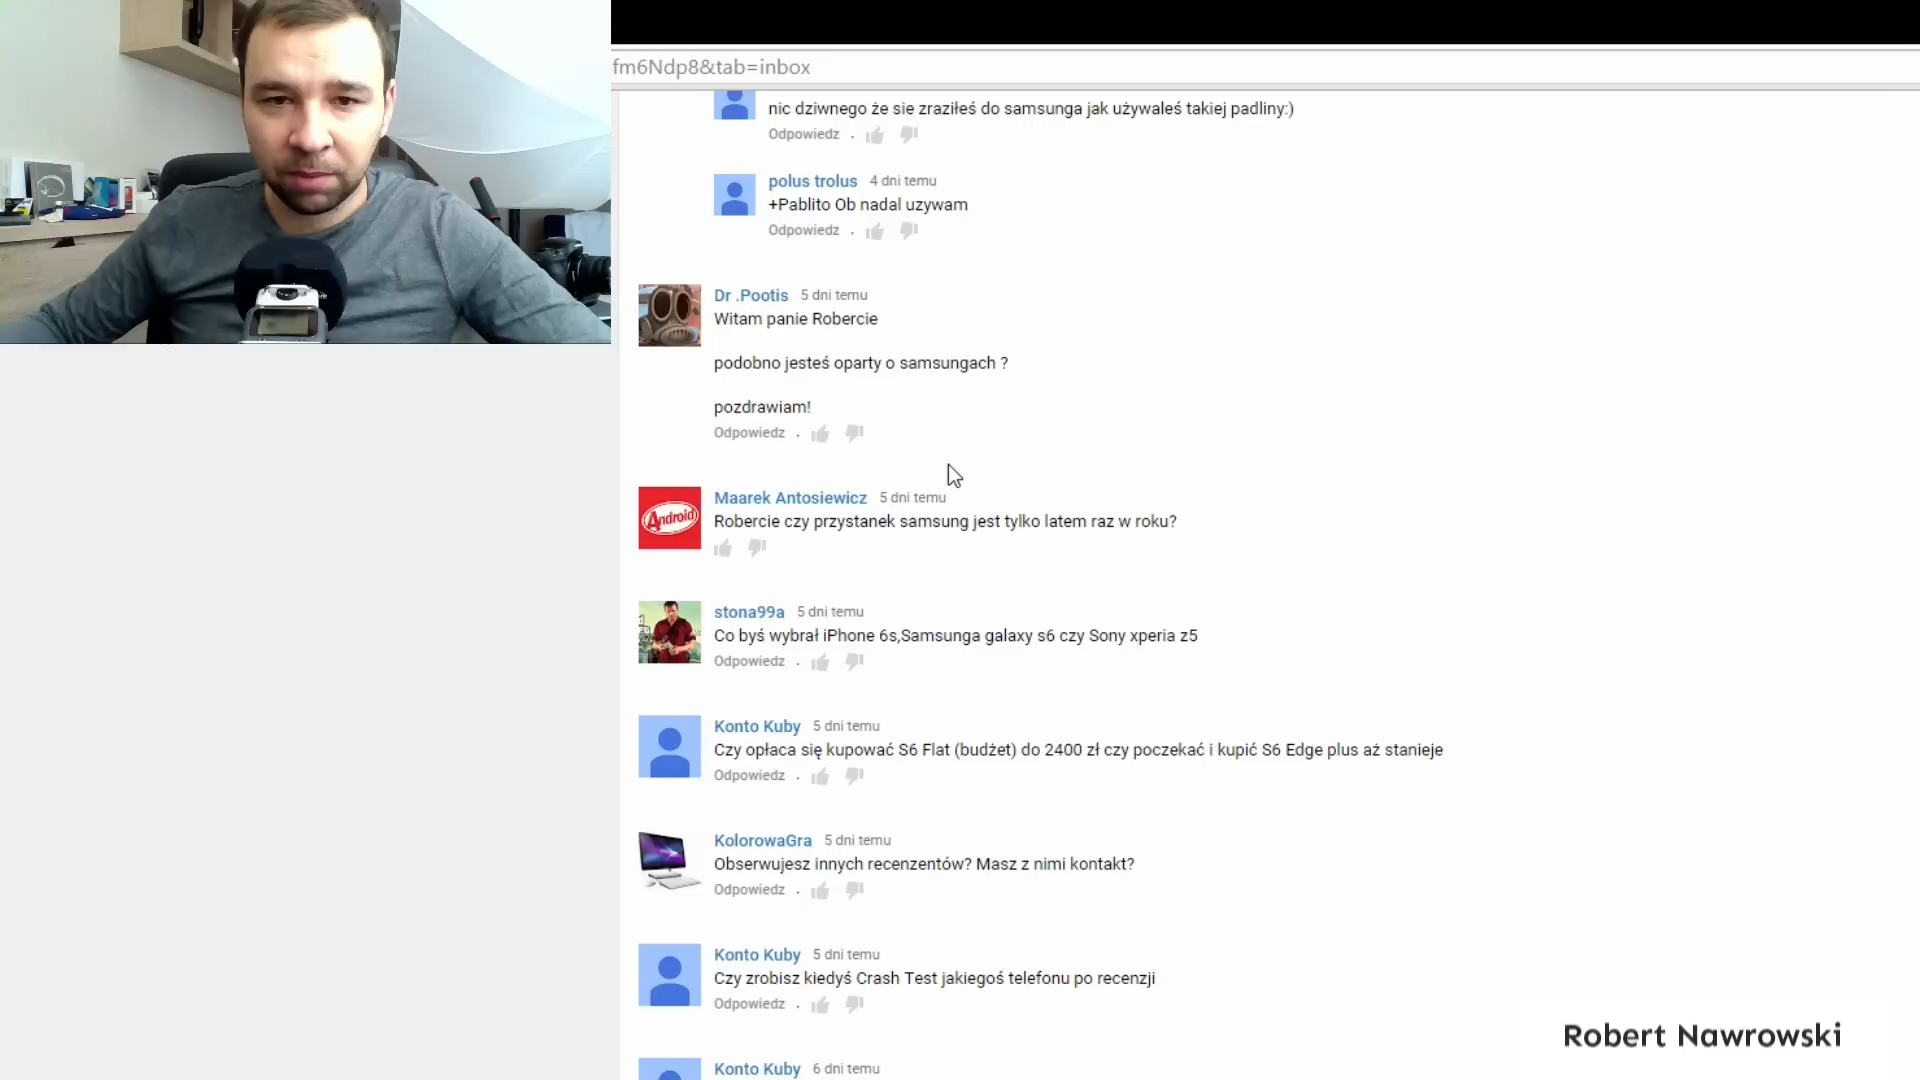 fm6Ndp8&tab=inbox
nic dziwnego że sie zraziłeś do samsunga jak używaleś takiej padliny:)
Odpowiedz .
polus trolus 4 dni temu
+Pablito Ob nadal uzywam
Odpowiedz .
Dr .Pootis 5 dni temu
Witam panie Robercie
podobno jesteś oparty o samsungach ?
pozdrawiam!
Odpowiedz .
Maarek Antosiewicz 5 dni temu
Android
Robercie czy przystanek samsung jest tylko latem raz w roku?
stona99a 5 dni temu
Co byś wybrał iPhone 6s,Samsunga galaxy s6 czy Sony xperia z5
Odpowiedz .
Konto Kuby 5 dni temu
Czy opłaca się kupować S6 Flat (budżet) do 2400 zł czy poczekać i kupić S6 Edge plus aż stanieje
Odpowiedz .
KolorowaGra 5 dni temu
Obserwujesz innych recenzentów? Masz z nimi kontakt?
Odpowiedz .
Konto Kuby 5 dni temu
Czy zrobisz kiedyś Crash Test jakiegoś telefonu po recenzji
Odpowiedz .
Konto Kuby 6 dni temu
Robert Nawrowski